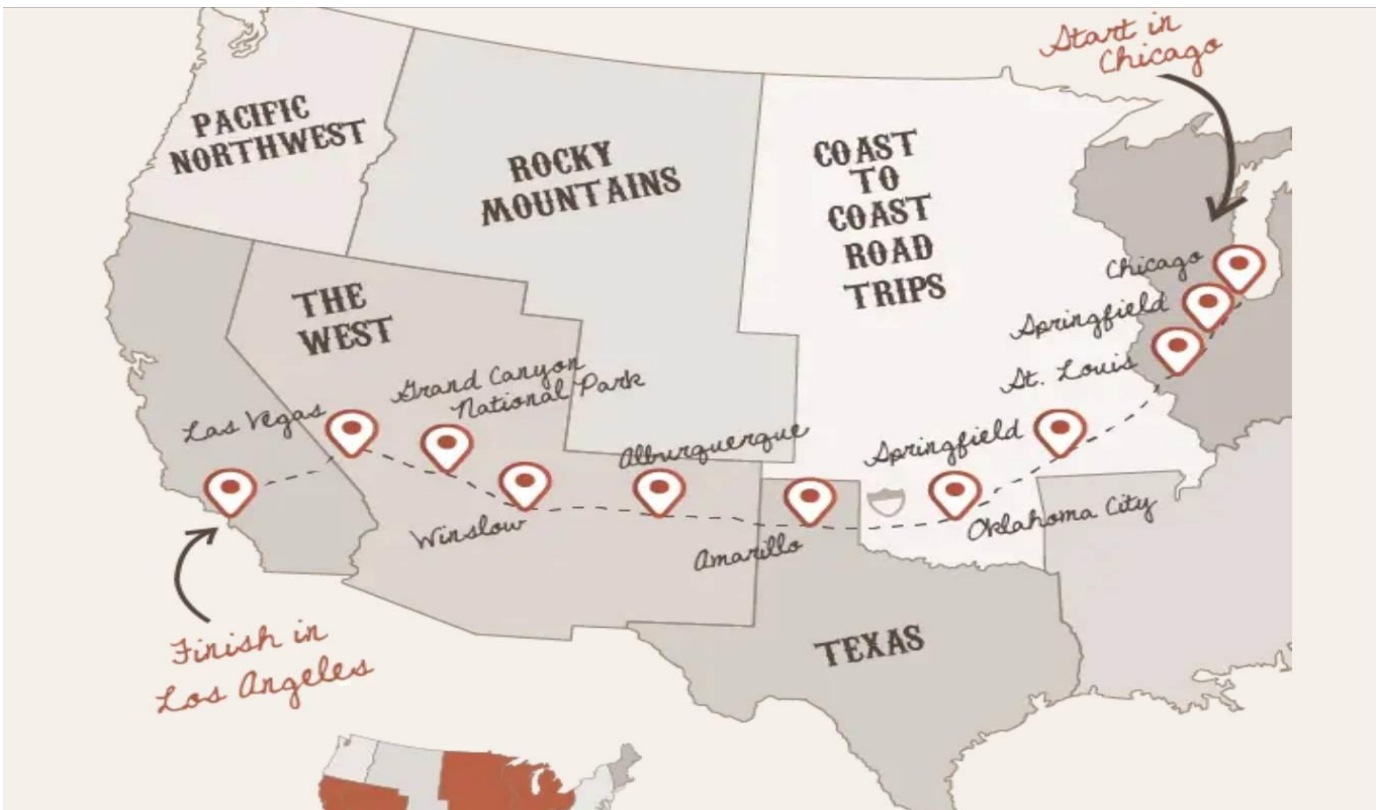 Start in
Chicago
PACIFIC
NORTHWEST
ROCKY
MOUNTAINS
COAST
TO
COAST
ROAD
TRIPS
THE
WEST
Chicago
Springfield
St. Louis
Grand Canyon
National Park
Las Vegas
Alburquerque
Springfield
Winslow
Amarillo
Oklahoma City
TEXAS
Finish in
Los Angeles